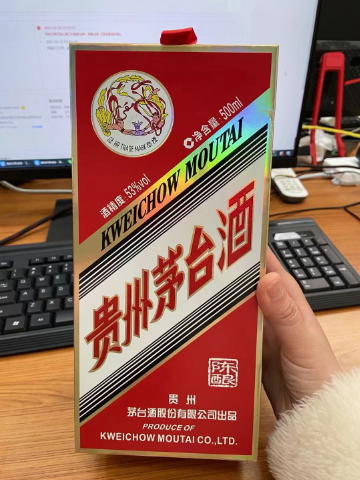 净含量:500ml
酒精度:53%vol
KWEICHOW MOUTAI
贵州茅台酒
陈酿
贵 州
茅台酒股份有限公司出品
PRODUCE OF
KWEICHOW MOUTAI CO.,LTD.